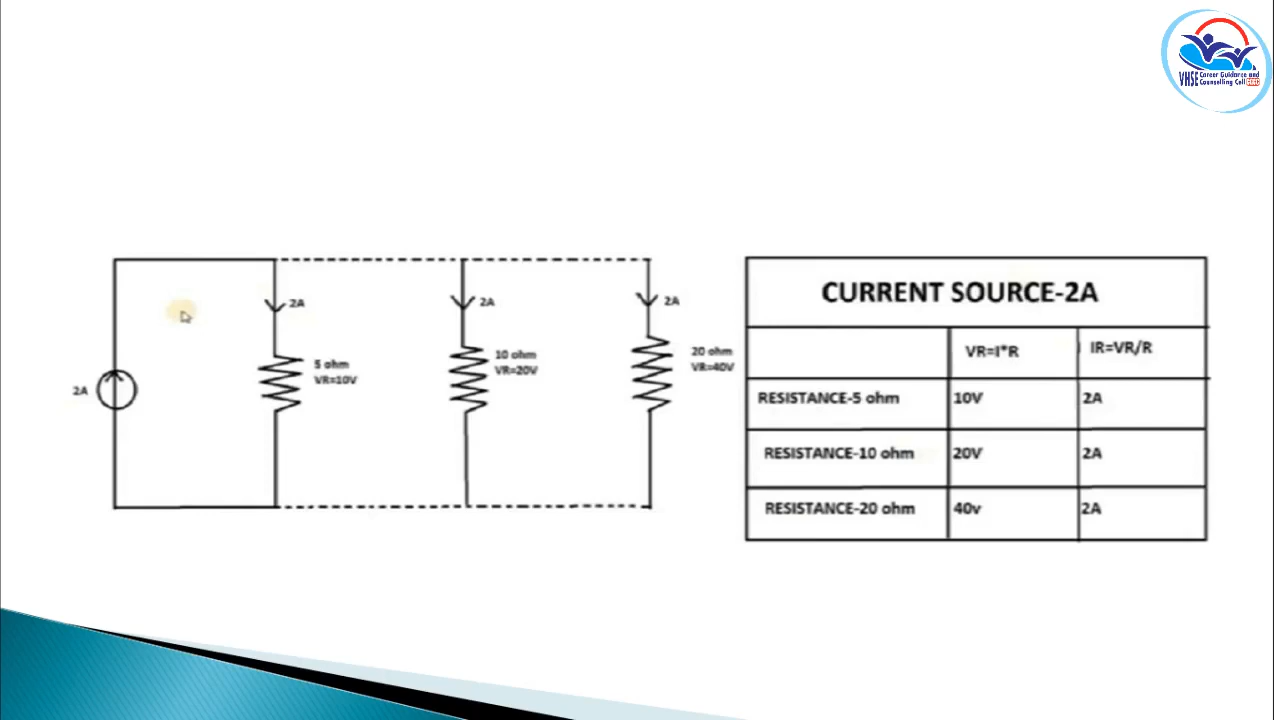 VHSE Career Guidance and
Counselling Cell
2A
2A
5 ohm
VR=10V
2A
10 ohm
VR=20V
2A
20 ohm
VR=40V
CURRENT SOURCE-2A
VR=I*R IR=VR/R
RESISTANCE-5 ohm 10V 2A
RESISTANCE-10 ohm 20V 2A
RESISTANCE-20 ohm 40v 2A